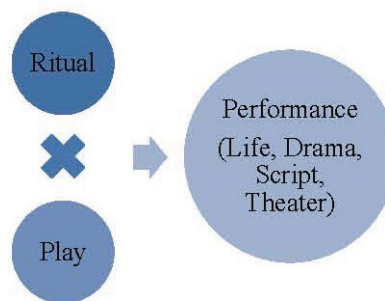 Ritual
Play
Performance
(Life, Drama,
Script,
Theater)